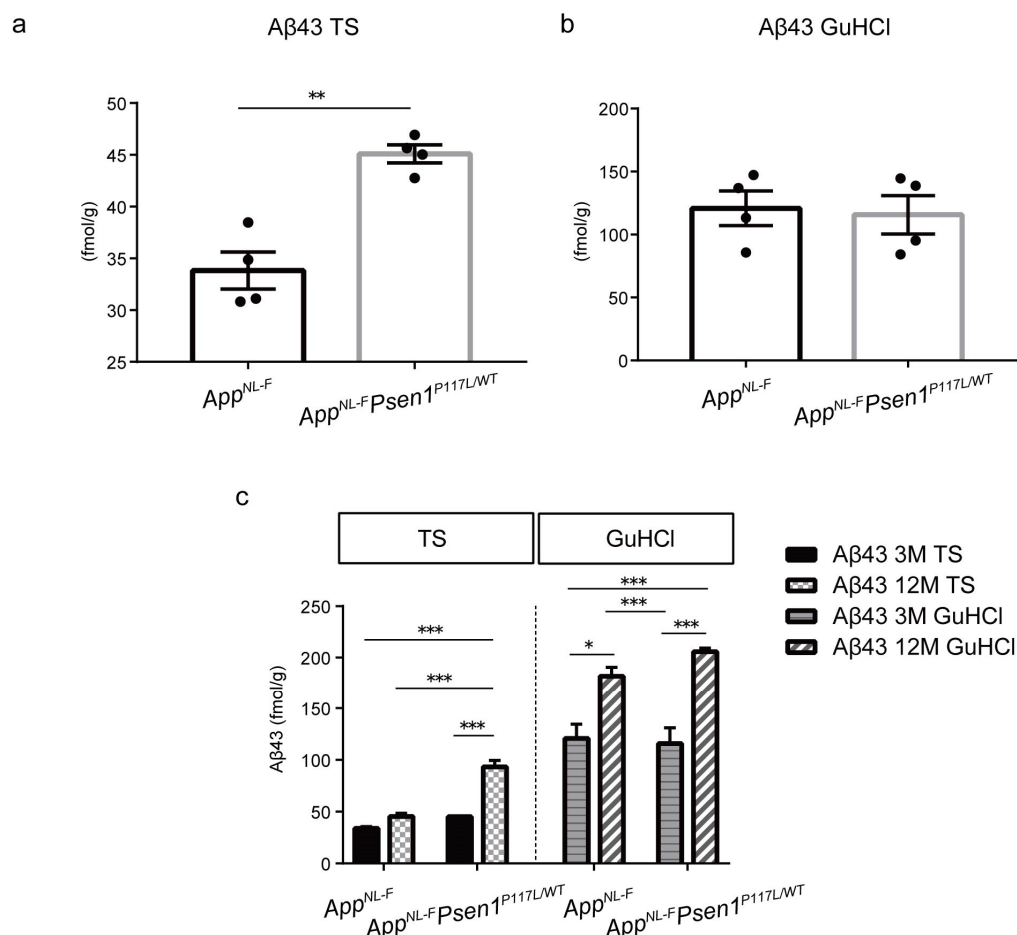 a
Aβ43 TS
**
50
45
40
35
30
25
(fmol/g)
App^NL-F
App^NL-F Psen1^P117L/WT
b
Aβ43 GuHCl
200
150
100
50
0
(fmol/g)
App^NL-F
App^NL-F Psen1^P117L/WT
c
TS
GuHCl
Aβ43 3M TS
Aβ43 12M TS
Aβ43 3M GuHCl
Aβ43 12M GuHCl
***
***
***
***
***
*
***
250
200
150
100
50
0
Aβ43 (fmol/g)
App^NL-F
App^NL-F Psen1^P117L/WT
App^NL-F
App^NL-F Psen1^P117L/WT